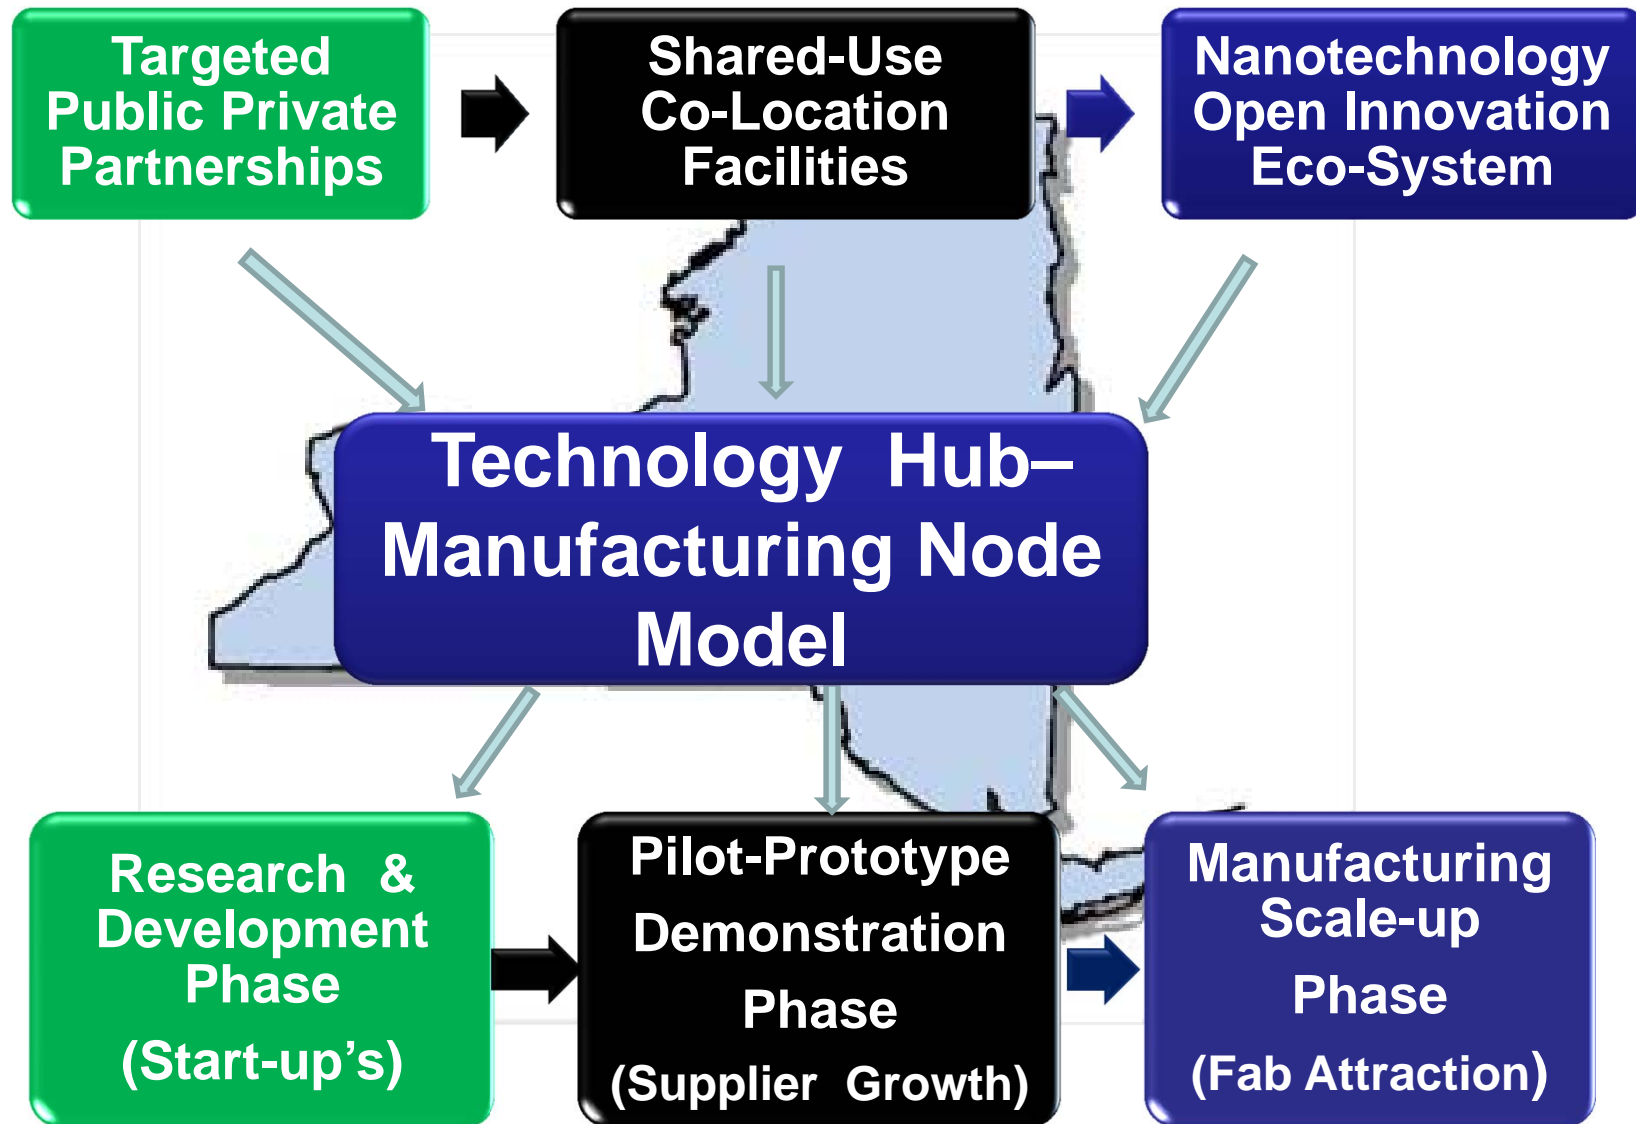 Targeted
Public Private
Partnerships
Shared-Use
Co-Location
Facilities
Nanotechnology
Open Innovation
Eco-System
Technology  Hub–
Manufacturing Node
Model
Research  &
Development
Phase
(Start-up’s)
Pilot-Prototype
Demonstration
Phase
(Supplier  Growth)
Manufacturing
Scale-up
Phase
(Fab Attraction)